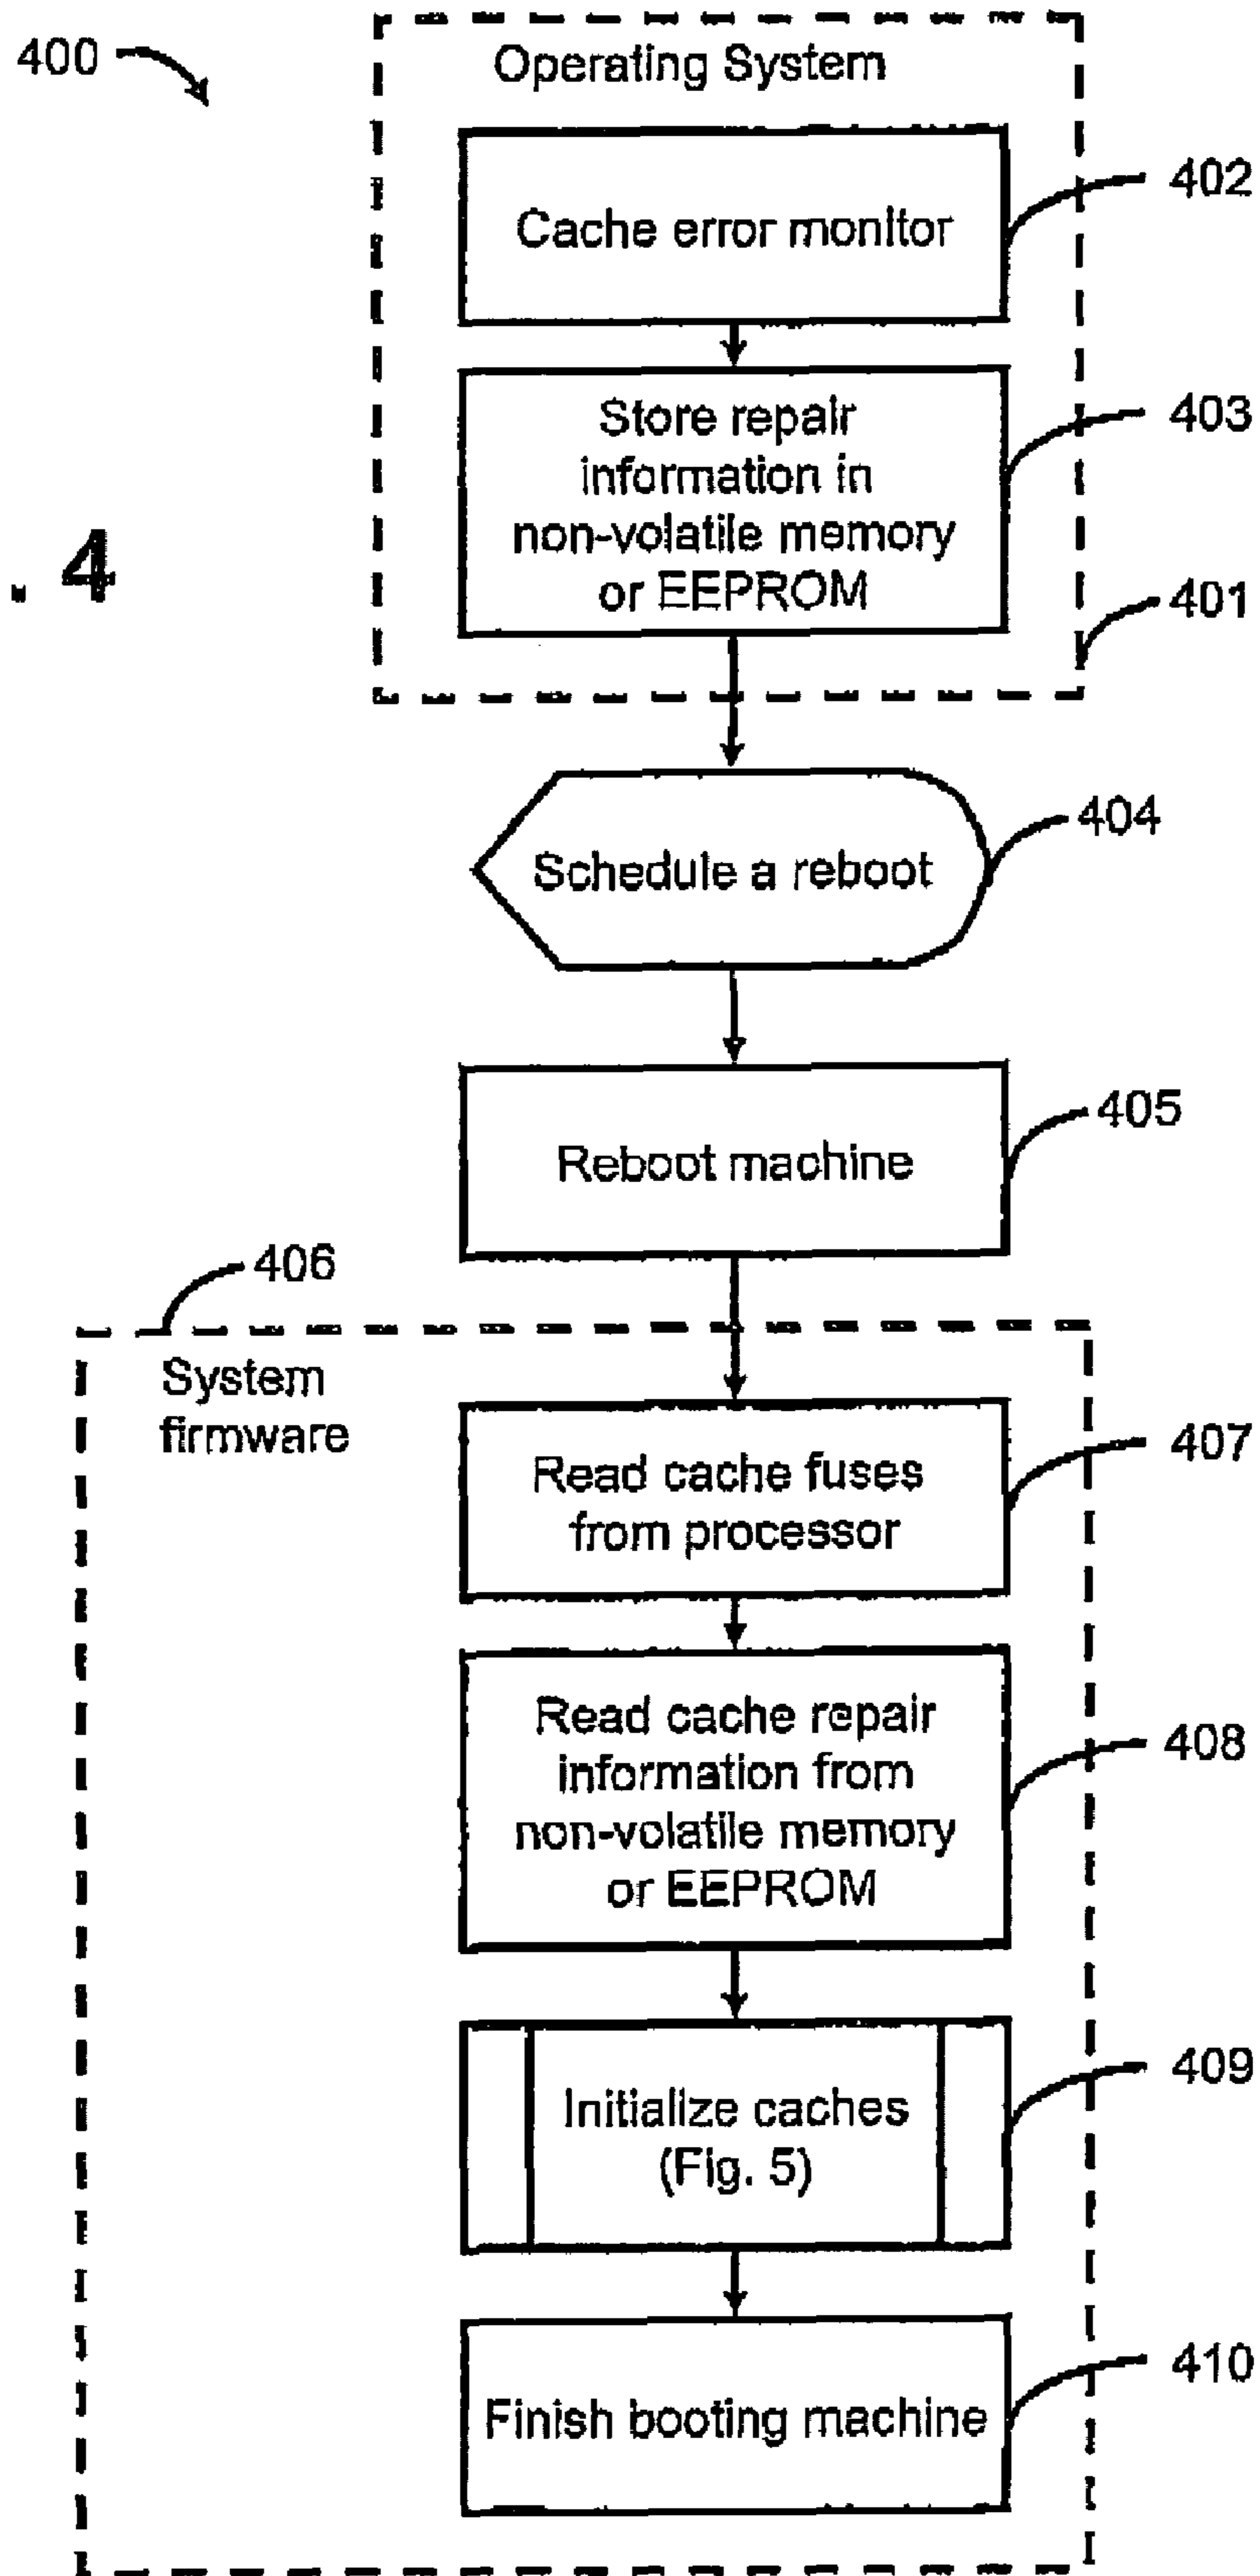 400
Operating System
402
Cache error monitor
403
Store repair
information in
non-volatile memory
or EEPROM
. 4
401
404
Schedule a reboot
405
Reboot machine
406
System
firmware
407
Read cache fuses
from processor
408
Read cache repair
information from
non-volatile memory
or EEPROM
409
Initialize caches
(Fig. 5)
410
Finish booting machine